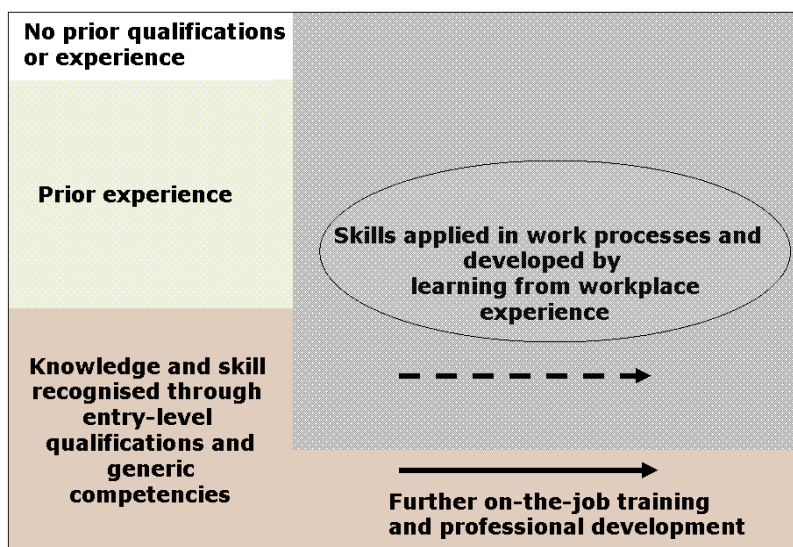 No prior qualifications
or experience
Prior experience
Skills applied in work processes and
developed by
learning from workplace
experience
Knowledge and skill
recognised through
entry-level
qualifications and
generic
competencies
Further on-the-job training
and professional development